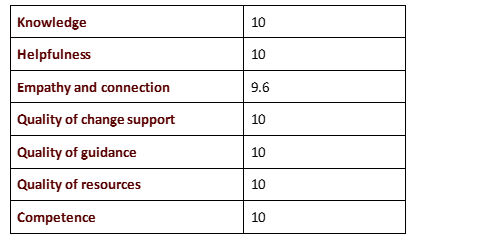 Knowledge 10
Helpfulness 10
Empathy and connection 9.6
Quality of change support 10
Quality of guidance 10
Quality of resources 10
Competence 10